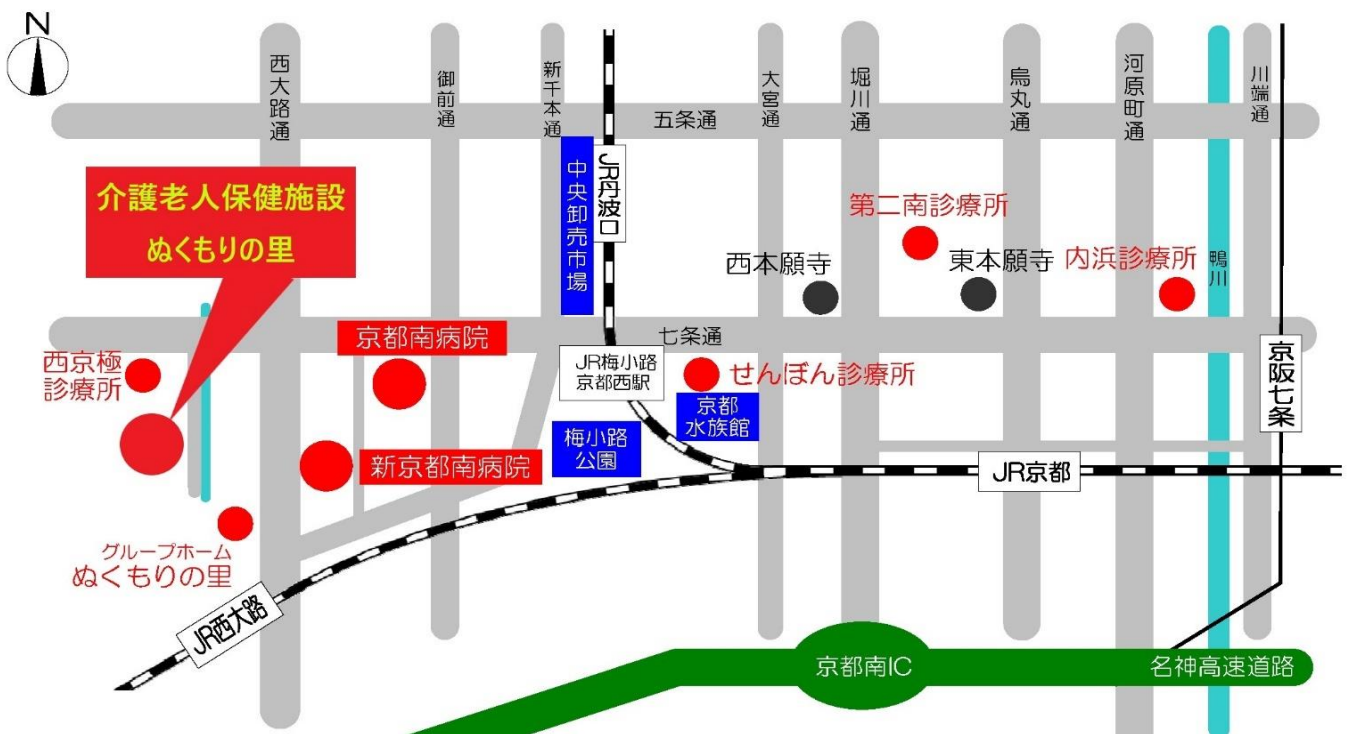 N
西大路通
御前通
新千本通
大宮通
堀川通
烏丸通
河原町通
川端通
五条通
中央卸売市場
JR丹波口
介護老人保健施設
ぬくもりの里
第二南診療所
西本願寺
東本願寺
内浜診療所
鴨川
七条通
京都南病院
西京極
診療所
JR梅小路
京都西駅
せんぼん診療所
京都
水族館
京阪七条
梅小路
公園
新京都南病院
JR京都
グループホーム
ぬくもりの里
JR西大路
京都南IC
名神高速道路